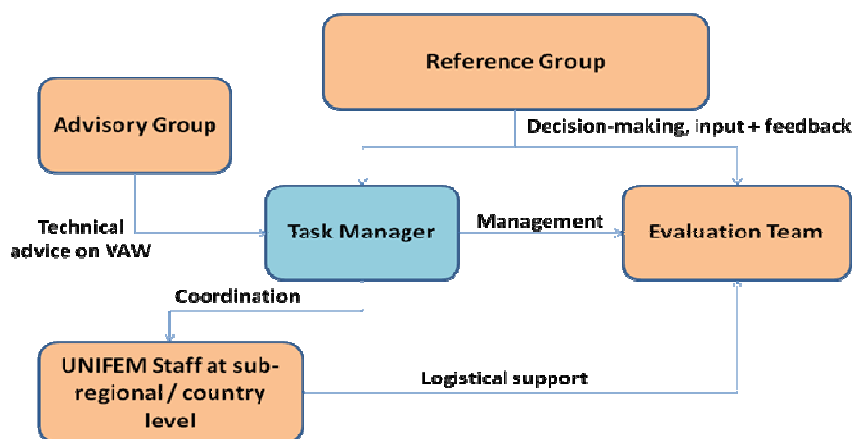 Reference Group
Advisory Group
Decision-making, input + feedback
Technical
advice on VAW
Task Manager
Management
Evaluation Team
Coordination
UNIFEM Staff at sub-
regional / country
level
Logistical support